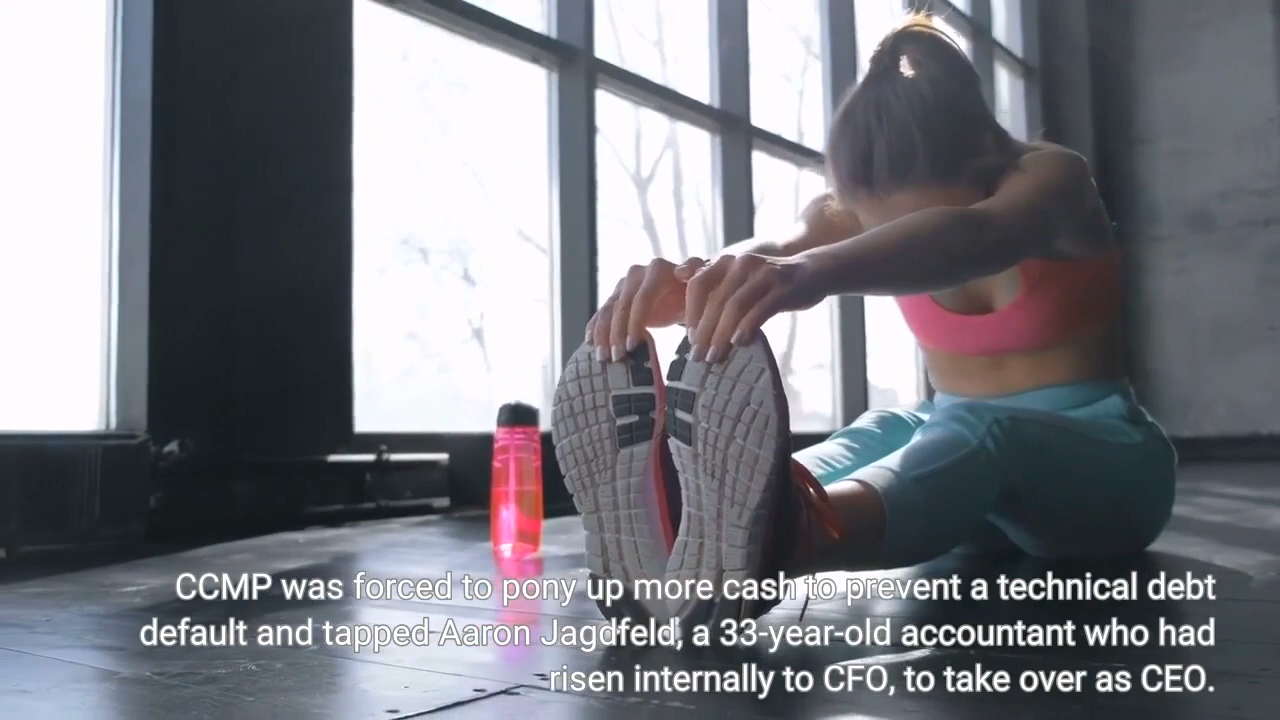 CCMP was forced to pony up more cash to prevent a technical debt
default and tapped Aaron Jagdfeld, a 33-year-old accountant who had
risen internally to CFO, to take over as CEO.